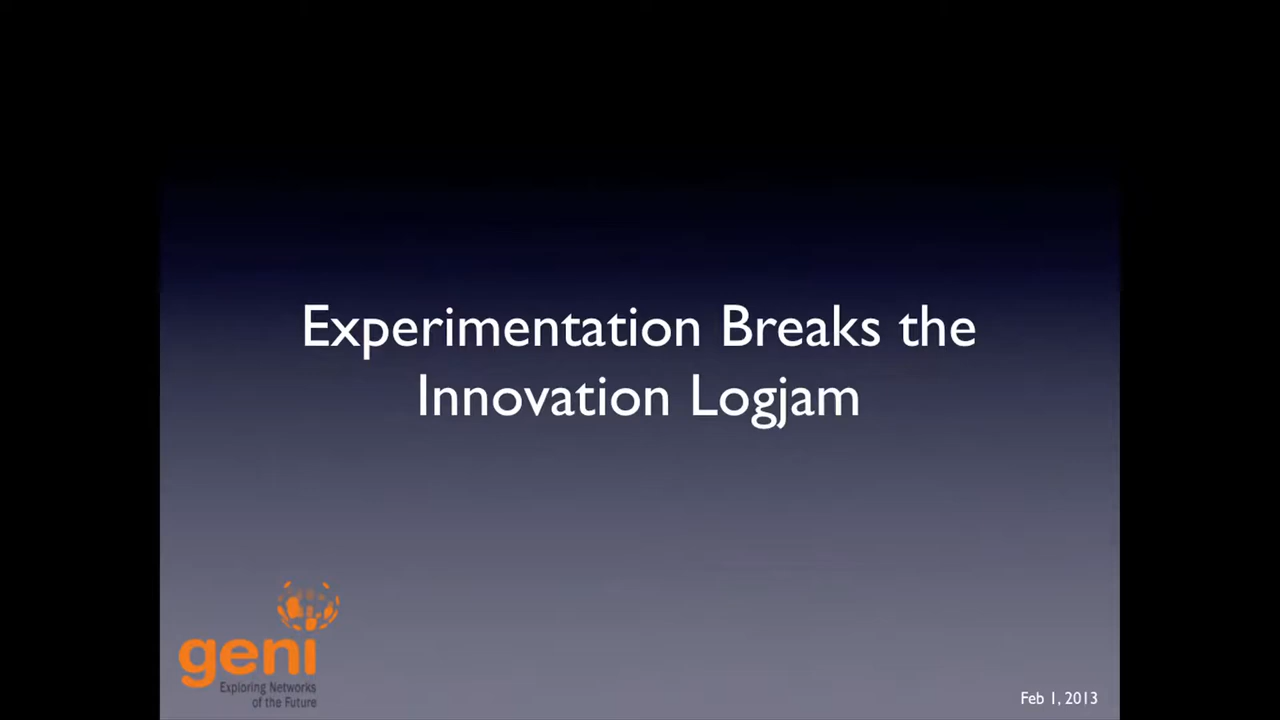 Experimentation Breaks the
Innovation Logjam
geni
Exploring Networks
of the Future
Feb 1, 2013